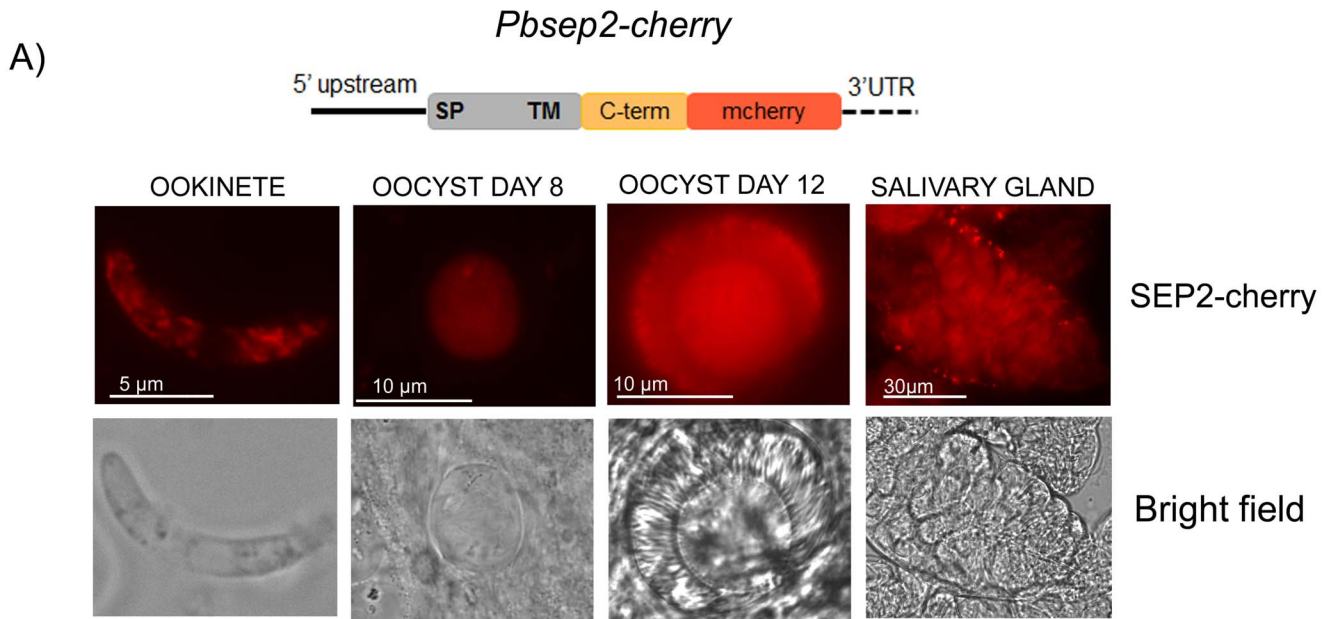 Pbsep2-cherry
A)
5' upstream
SP
TM
C-term
mcherry
3'UTR
OOKINETE
OOCYST DAY 8
OOCYST DAY 12
SALIVARY GLAND
5 µm
10 µm
10 µm
30µm
SEP2-cherry
Bright field